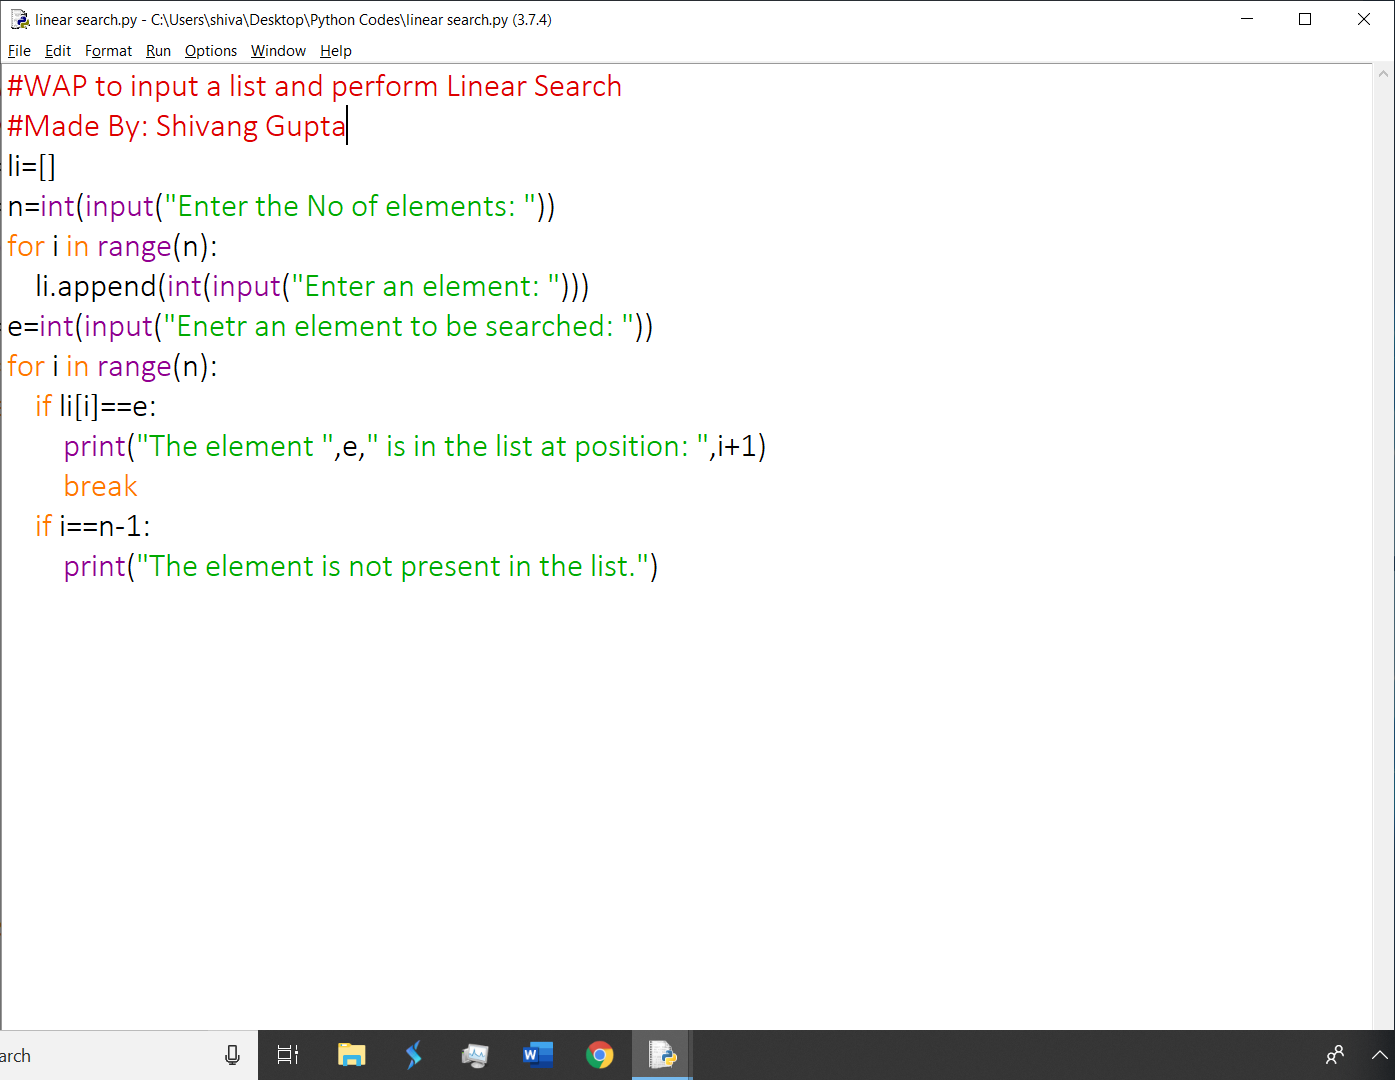 linear search.py - C:\Users\shiva\Desktop\Python Codes\linear search.py (3.7.4)
File Edit Format Run Options Window Help
#WAP to input a list and perform Linear Search
#Made By: Shivang Gupta
li=[]
n=int(input("Enter the No of elements: "))
for i in range(n):
    li.append(int(input("Enter an element: ")))
e=int(input("Enetr an element to be searched: "))
for i in range(n):
    if li[i]==e:
        print("The element ",e," is in the list at position: ",i+1)
        break
    if i==n-1:
        print("The element is not present in the list.")
arch
W